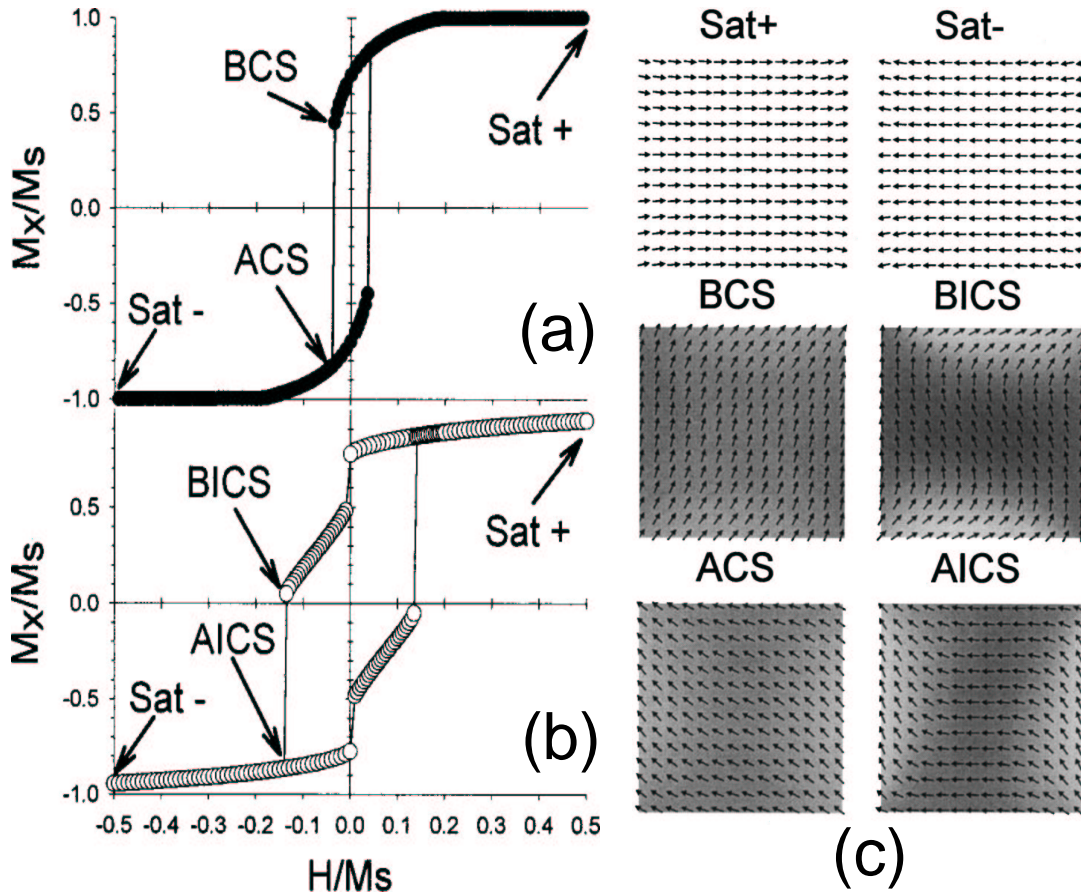 1.0
BCS
0.5
Sat +
Mx/Ms
0.0
ACS
-0.5
Sat -
(a)
-1.0
BICS
0.5
Sat +
Mx/Ms
0.0
AICS
-0.5
Sat -
(b)
-1.0
-0.5 -0.4 -0.3 -0.2 -0.1 0.0 0.1 0.2 0.3 0.4 0.5
H/Ms
Sat+ Sat-
BCS BICS
ACS AICS
(c)